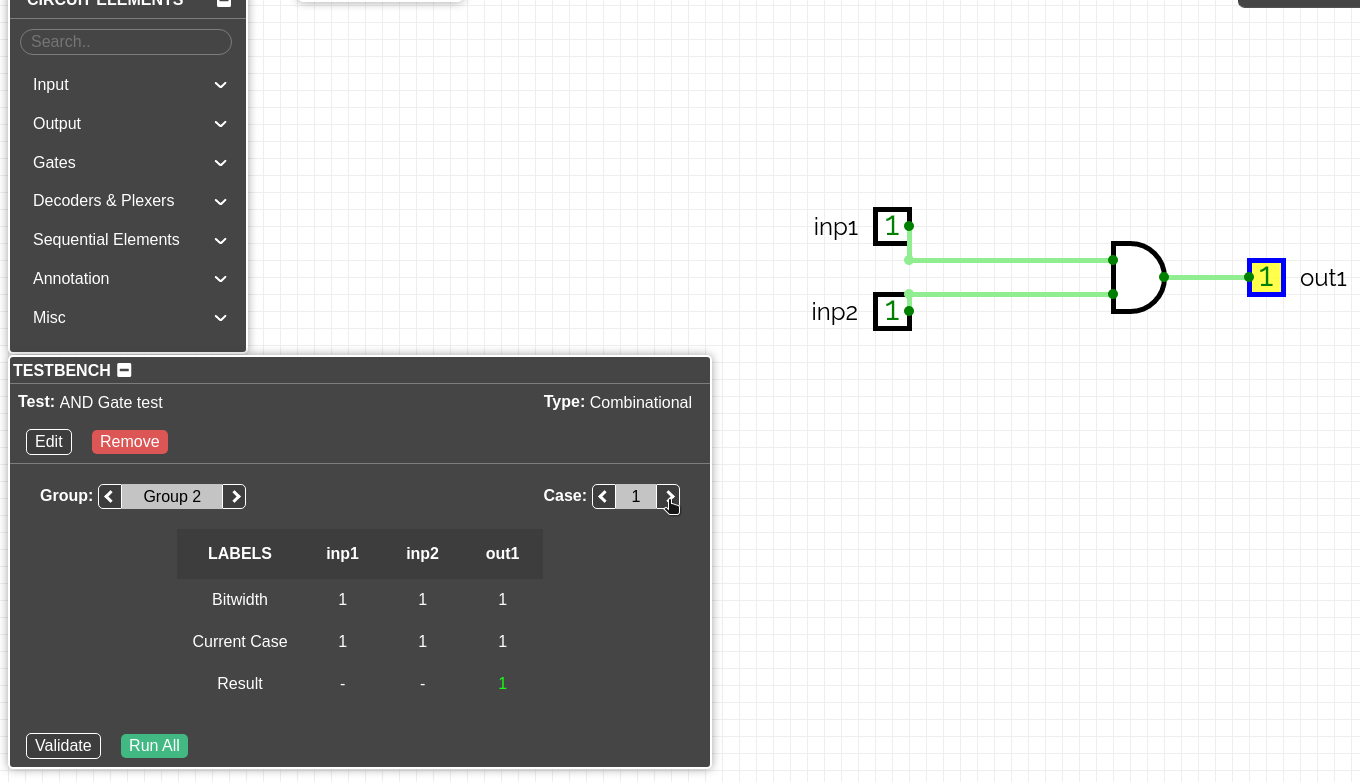 CIRCUIT ELEMENTS
Search..
Input
Output
Gates
Decoders & Plexers
Sequential Elements
Annotation
Misc
inp1 1
inp2 1
1 out1
TESTBENCH
Test: AND Gate test Type: Combinational
Edit Remove
Group: Group 2 Case: 1
LABELS inp1 inp2 out1
Bitwidth 1 1 1
Current Case 1 1 1
Result - - 1
Validate Run All